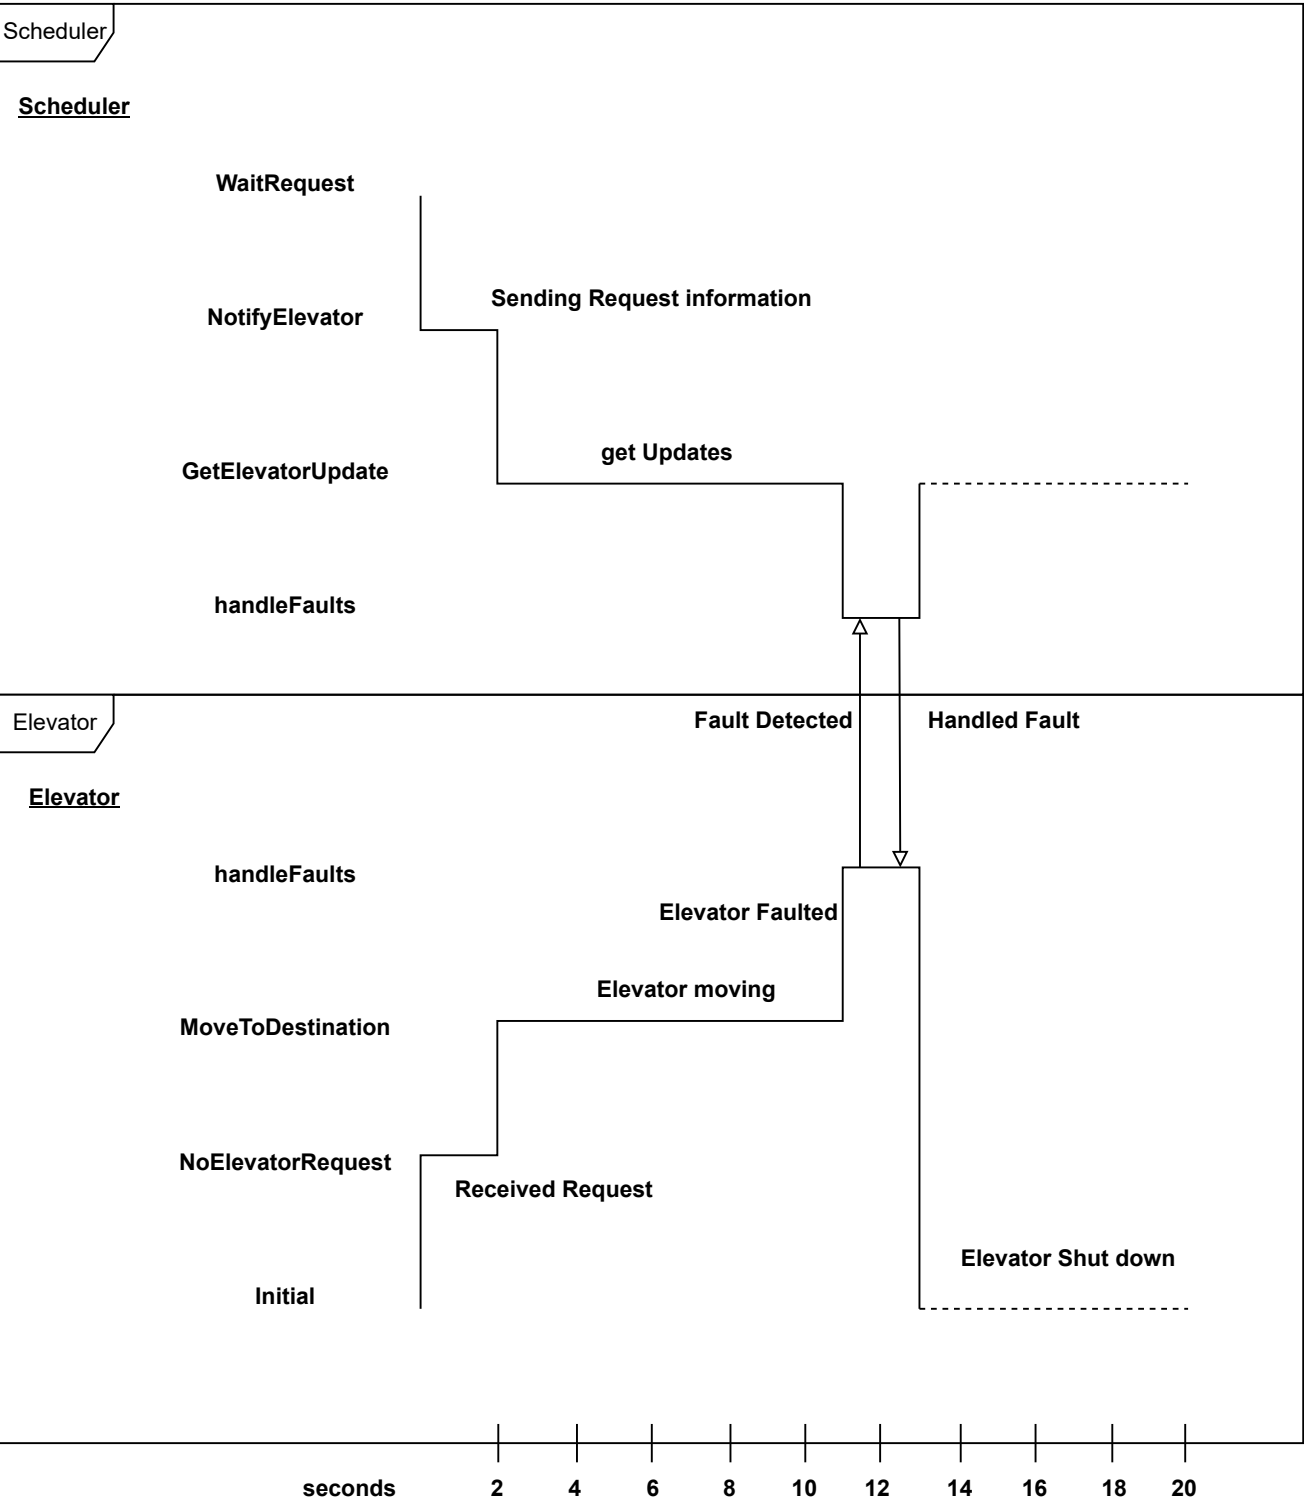 Scheduler
Scheduler
WaitRequest
Sending Request information
NotifyElevator
get Updates
GetElevatorUpdate
handleFaults
Elevator
Fault Detected
Handled Fault
Elevator
handleFaults
Elevator Faulted
Elevator moving
MoveToDestination
NoElevatorRequest
Received Request
Elevator Shut down
Initial
seconds 2 4 6 8 10 12 14 16 18 20